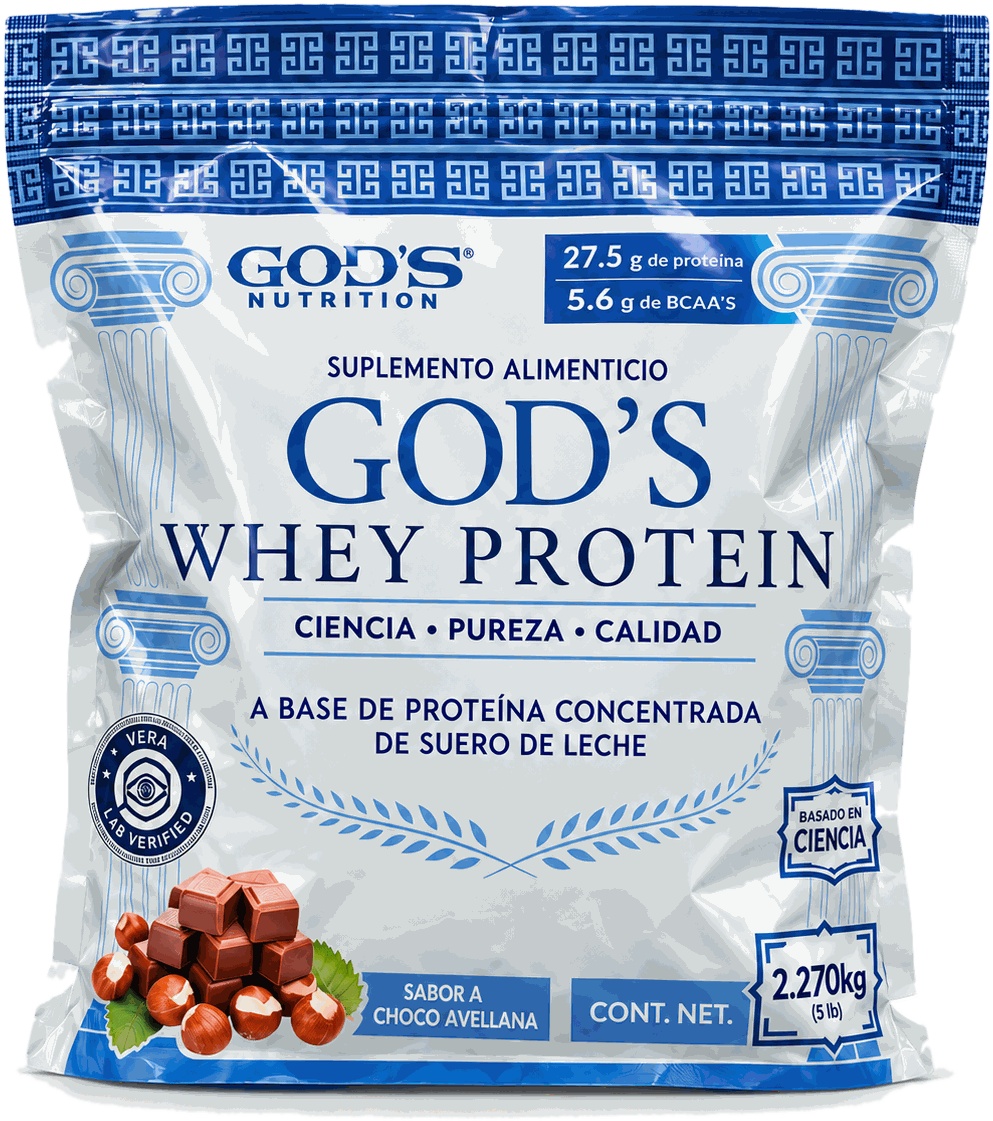 GOD'S®
NUTRITION
27.5 g de proteína
5.6 g de BCAA'S
SUPLEMENTO ALIMENTICIO
GOD'S
WHEY PROTEIN
CIENCIA • PUREZA • CALIDAD
A BASE DE PROTEÍNA CONCENTRADA
DE SUERO DE LECHE
VERA
LAB VERIFIED
BASADO EN
CIENCIA
SABOR A
CHOCO AVELLANA
CONT. NET.
2.270kg
(5 lb)